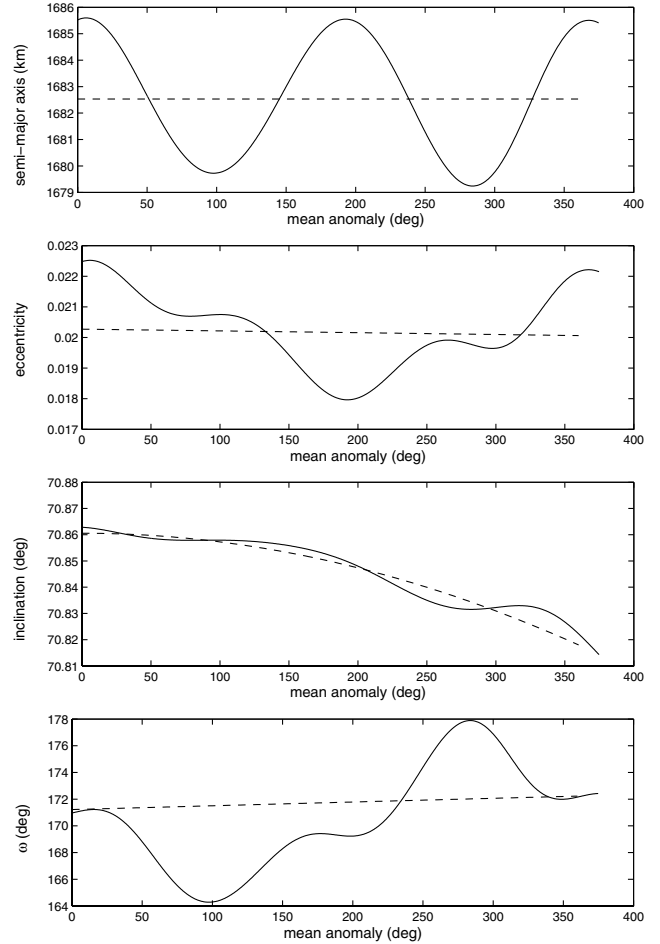 1686
1685
1684
1683
1682
1681
1680
1679
semi-major axis (km)
0 50 100 150 200 250 300 350 400
mean anomaly (deg)
0.023
0.022
0.021
0.02
0.019
0.018
0.017
eccentricity
0 50 100 150 200 250 300 350 400
mean anomaly (deg)
70.88
70.87
70.86
70.85
70.84
70.83
70.82
70.81
inclination (deg)
0 50 100 150 200 250 300 350 400
mean anomaly (deg)
178
176
174
172
170
168
166
164
ω (deg)
0 50 100 150 200 250 300 350 400
mean anomaly (deg)